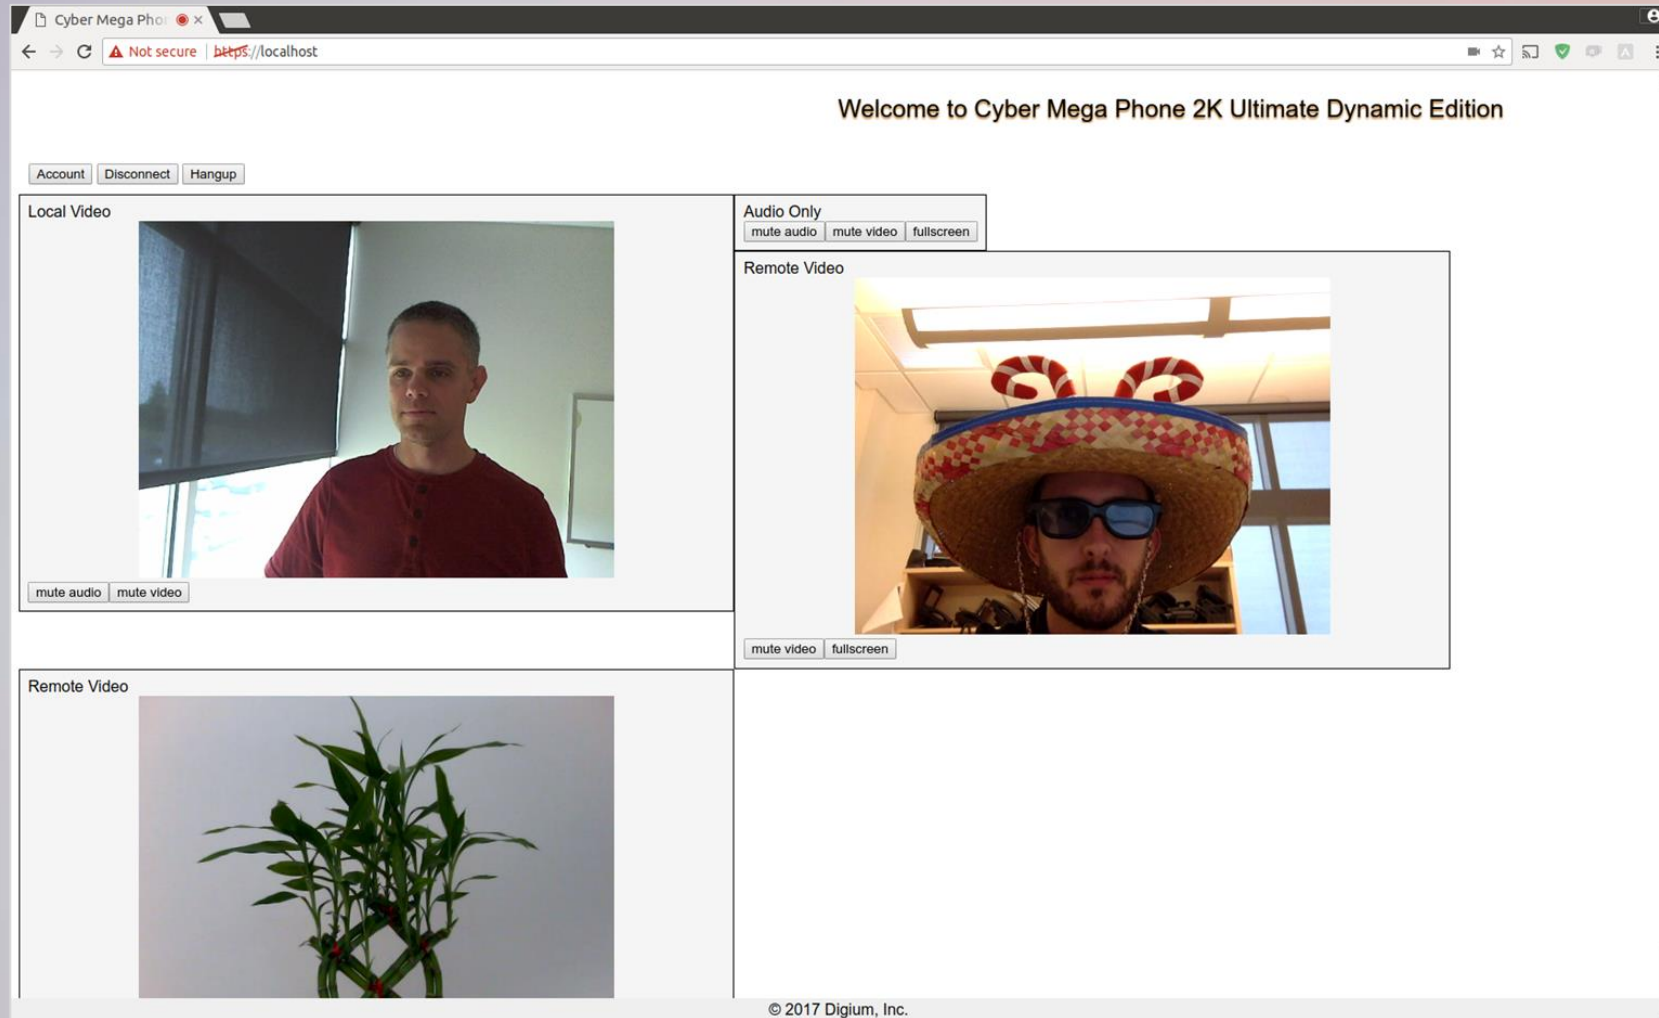 Cyber Mega Pho
Not secure https://localhost
Welcome to Cyber Mega Phone 2K Ultimate Dynamic Edition
Account Disconnect Hangup
Local Video
mute audio mute video
Audio Only
mute audio mute video fullscreen
Remote Video
mute video fullscreen
Remote Video
© 2017 Digium, Inc.